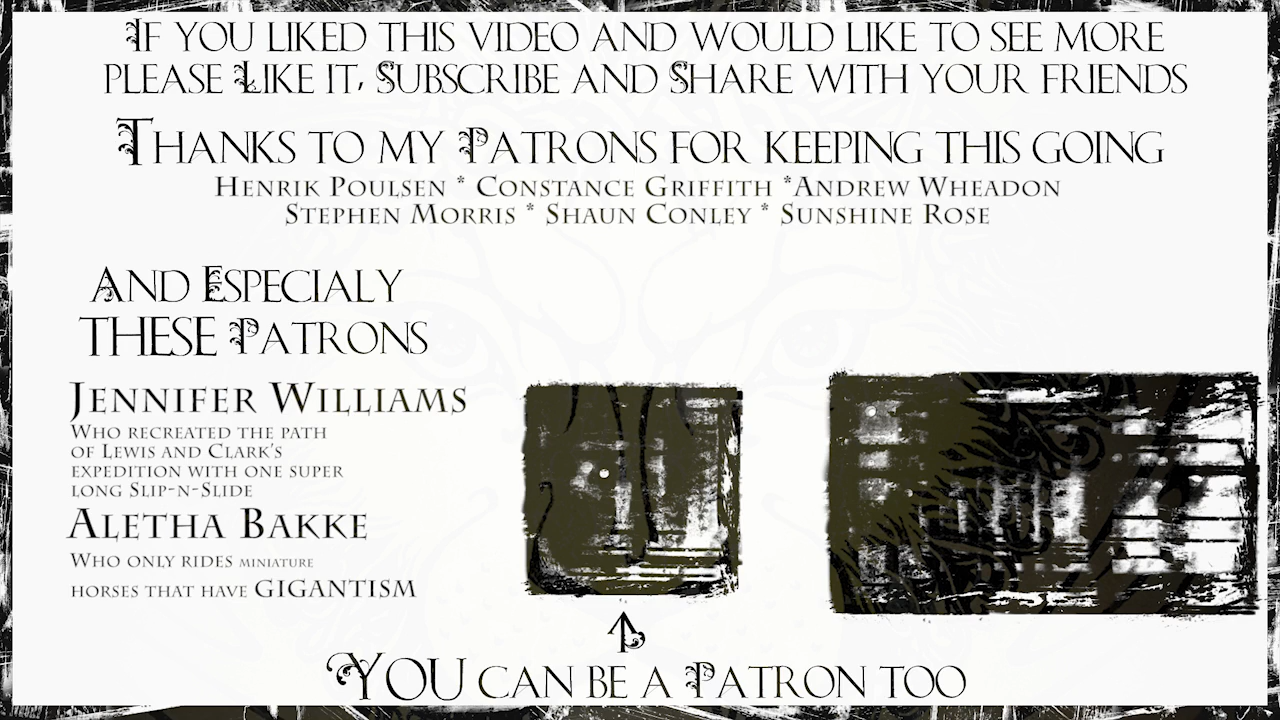 If you liked this video and would like to see more
please Like it, Subscribe and Share with your friends
Thanks to my Patrons for keeping this going
Henrik Poulsen * Constance Griffith *Andrew Wheadon
Stephen Morris * Shaun Conley * Sunshine Rose
And Especialy
THESE Patrons
Jennifer Williams
Who recreated the path
of Lewis and Clark's
expedition with one super
long Slip-n-Slide
Aletha Bakke
Who only rides miniature
horses that have GIGANTISM
YOU can be a Patron too